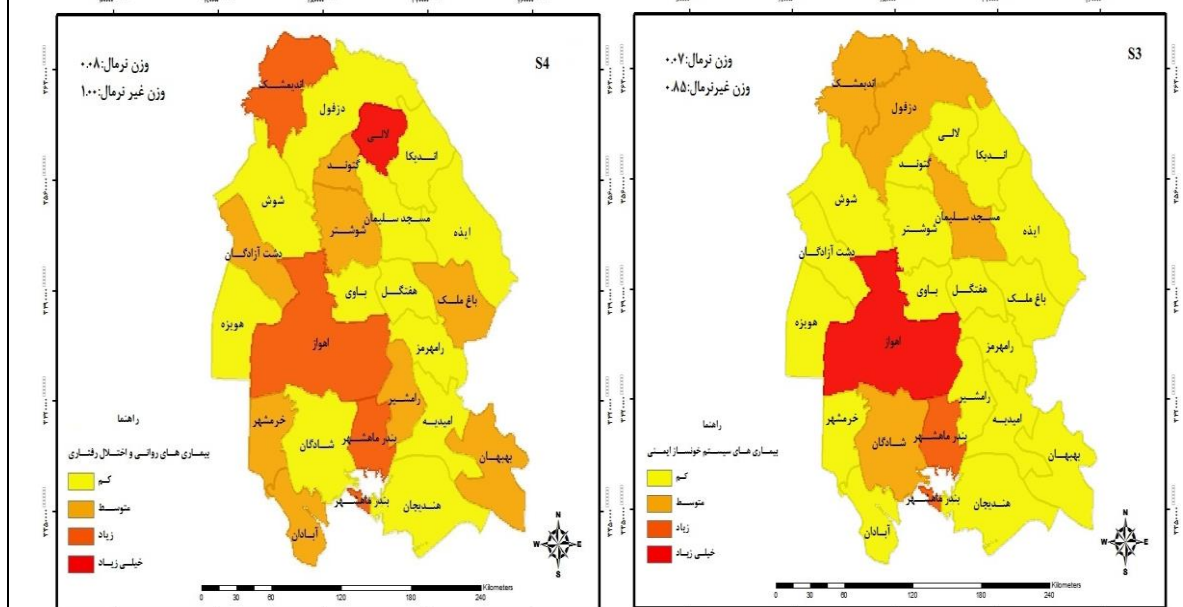 S4
وزن نرمال:۰.۰۸
وزن غیر نرمال:۱.۰۰
اندیمشک
دزفول
لالی
اندیکا
گتوند
شوش
مسجد سلیمان
شوشتر
ایذه
دشت آزادگان
باوی
هفتگل
باغ ملک
هویزه
اهواز
رامهرمز
رامشیر
خرمشهر
شادگان
بندر ماهشهر
امیدیه
بهبهان
بندر ماهشهر
هندیجان
آبادان
راهنما
بیماری های روانی و اختلال رفتاری
کم
متوسط
زیاد
خیلی زیاد
N
W E
S
Kilometers
0 30 60 120 180 240
S3
وزن نرمال:۰.۰۷
وزن غیرنرمال:۰.۸۵
اندیمشک
دزفول
لالی
اندیکا
گتوند
شوش
مسجد سلیمان
شوشتر
ایذه
دشت آزادگان
باوی
هفتگل
باغ ملک
هویزه
اهواز
رامهرمز
رامشیر
خرمشهر
شادگان
بندر ماهشهر
امیدیه
بهبهان
بندر ماهشهر
هندیجان
آبادان
راهنما
بیماری های سیستم خونساز ایمنی
کم
متوسط
زیاد
خیلی زیاد
N
W E
S
Kilometers
0 30 60 120 180 240